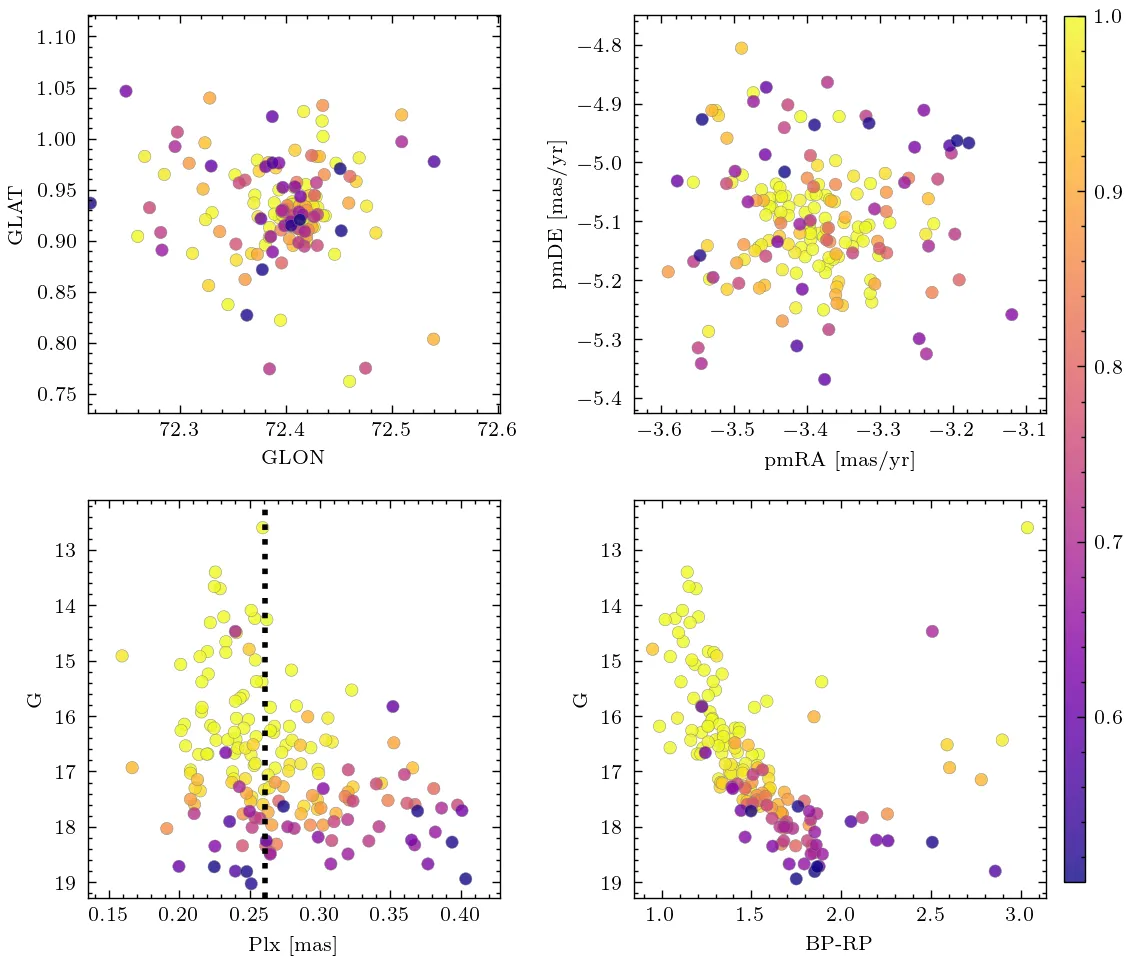 1.10
1.05
1.00
0.95
0.90
0.85
0.80
0.75
GLAT
72.3 72.4 72.5 72.6
GLON
−4.8
−4.9
−5.0
−5.1
−5.2
−5.3
−5.4
pmDE [mas/yr]
−3.6 −3.5 −3.4 −3.3 −3.2 −3.1
pmRA [mas/yr]
13
14
15
16
17
18
19
G
0.15 0.20 0.25 0.30 0.35 0.40
Plx [mas]
13
14
15
16
17
18
19
G
1.0 1.5 2.0 2.5 3.0
BP-RP
1.0
0.9
0.8
0.7
0.6